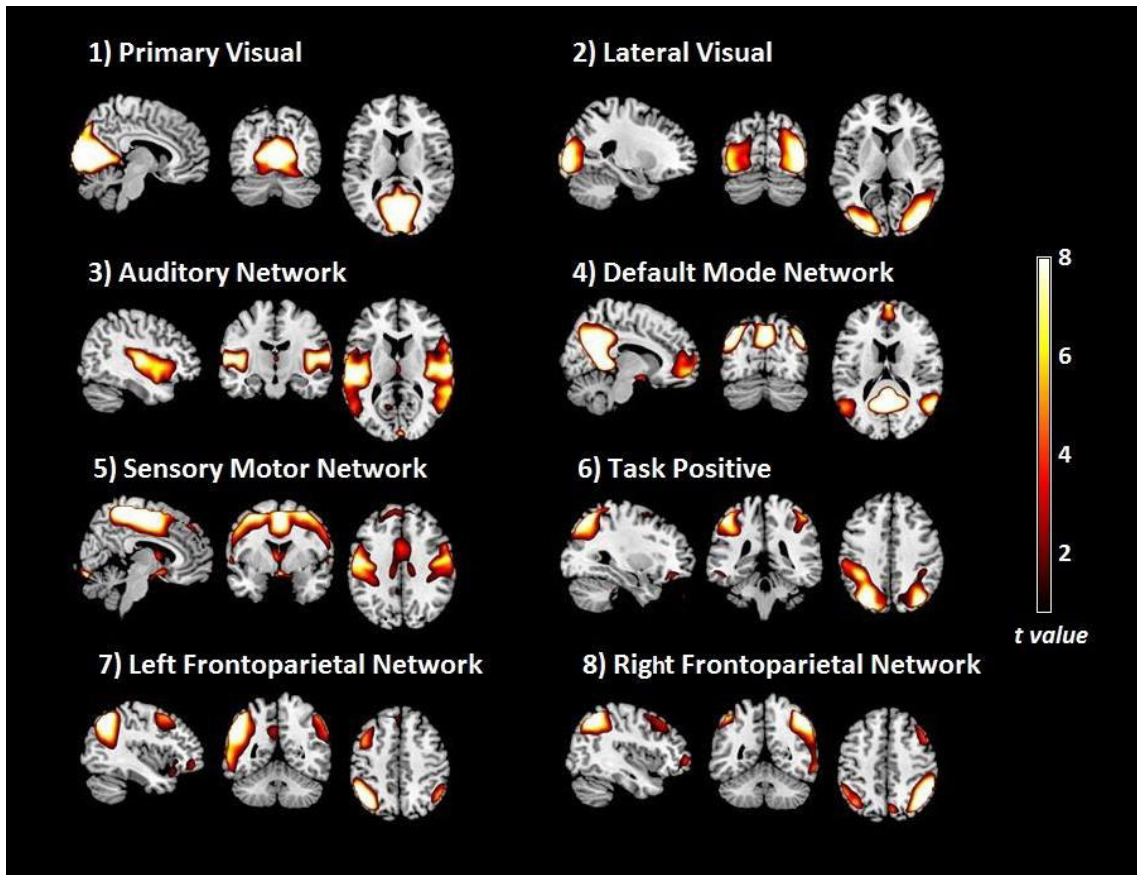 1) Primary Visual
2) Lateral Visual
3) Auditory Network
4) Default Mode Network
5) Sensory Motor Network
6) Task Positive
7) Left Frontoparietal Network
8) Right Frontoparietal Network
8
6
4
2
t value